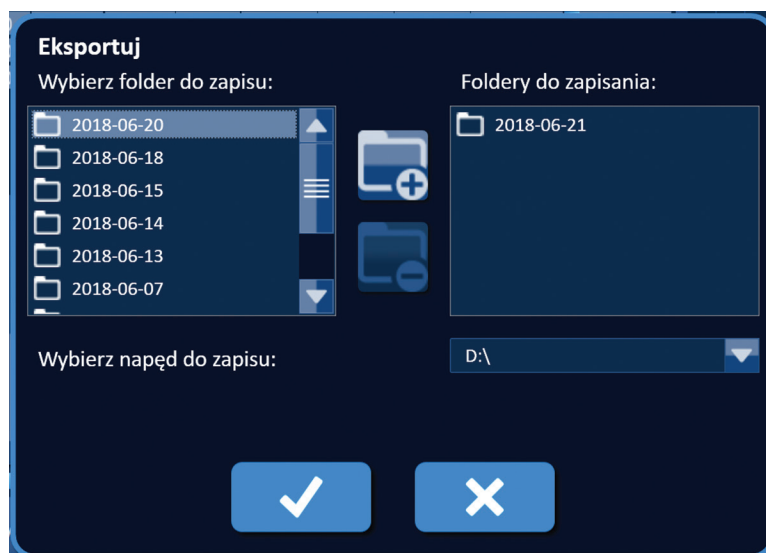 Eksportuj
Wybierz folder do zapisu:
2018-06-20
2018-06-18
2018-06-15
2018-06-14
2018-06-13
2018-06-07
Foldery do zapisania:
2018-06-21
Wybierz napęd do zapisu:
D:\